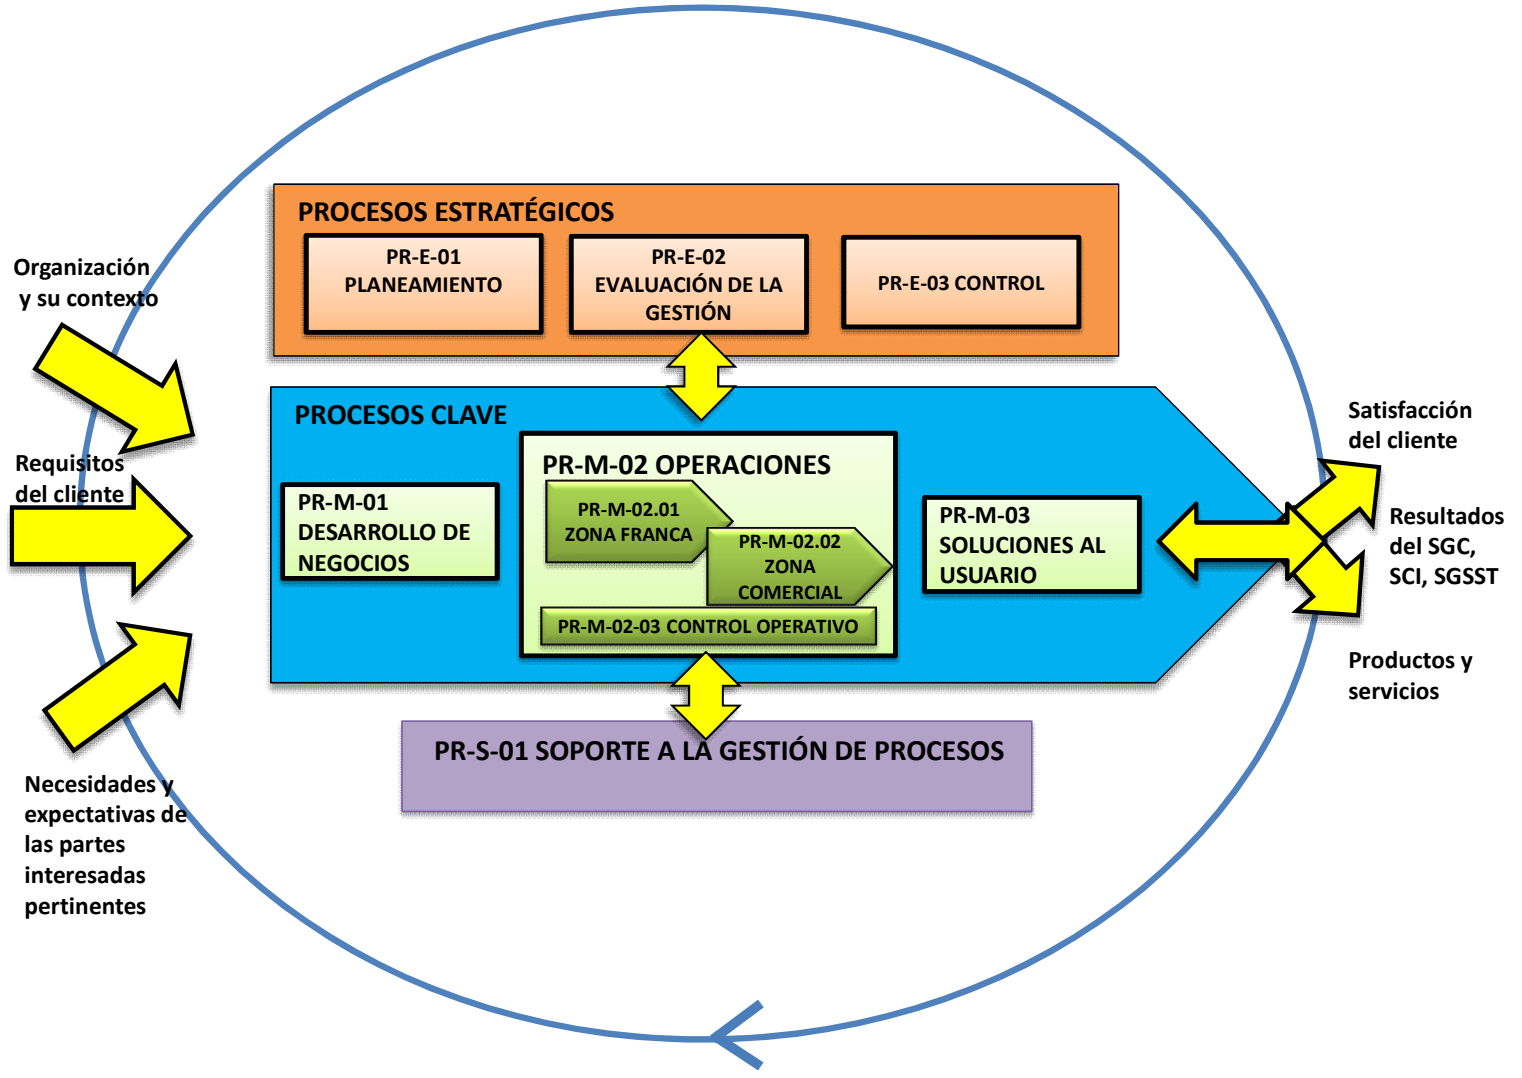 PROCESOS ESTRATÉGICOS
PR-E-01
PLANEAMIENTO
PR-E-02
EVALUACIÓN DE LA
GESTIÓN
PR-E-03 CONTROL
Organización
y su contexto
Requisitos
del cliente
Necesidades y
expectativas de
las partes
interesadas
pertinentes
PROCESOS CLAVE
PR-M-01
DESARROLLO DE
NEGOCIOS
PR-M-02 OPERACIONES
PR-M-02.01
ZONA FRANCA
PR-M-02.02
ZONA
COMERCIAL
PR-M-02-03 CONTROL OPERATIVO
PR-M-03
SOLUCIONES AL
USUARIO
Satisfacción
del cliente
Resultados
del SGC,
SCI, SGSST
Productos y
servicios
PR-S-01 SOPORTE A LA GESTIÓN DE PROCESOS